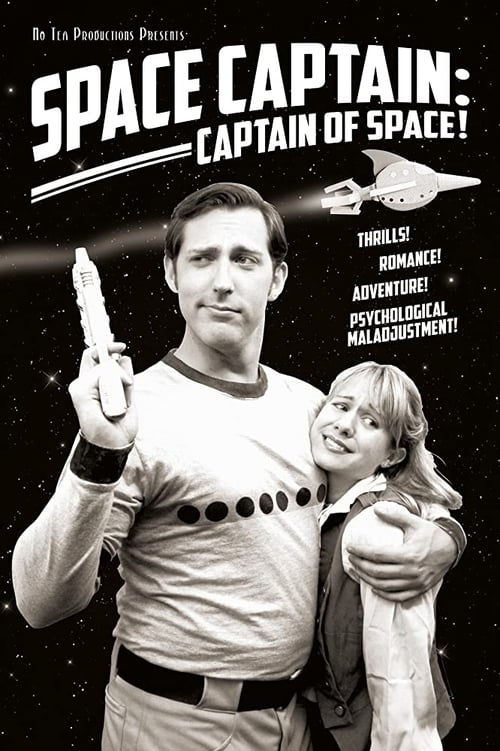 No Tea Productions Presents
SPACE CAPTAIN:
CAPTAIN OF SPACE!
THRILLS!
ROMANCE!
ADVENTURE!
PSYCHOLOGICAL
MALADJUSTMENT!